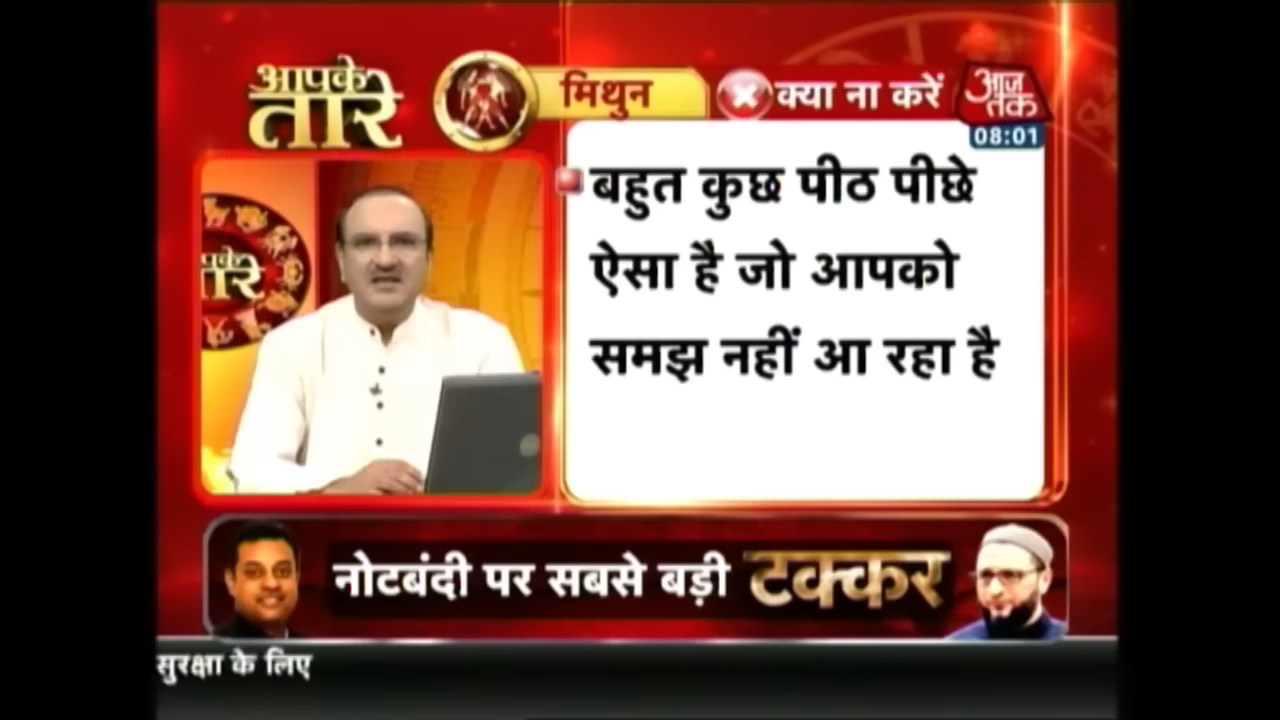 आपके
तारे
मिथुन
क्या ना करें
आज
तक
08:01
बहुत कुछ पीठ पीछे
ऐसा है जो आपको
समझ नहीं आ रहा है
नोटबंदी पर सबसे बड़ी टक्कर
सुरक्षा के लिए